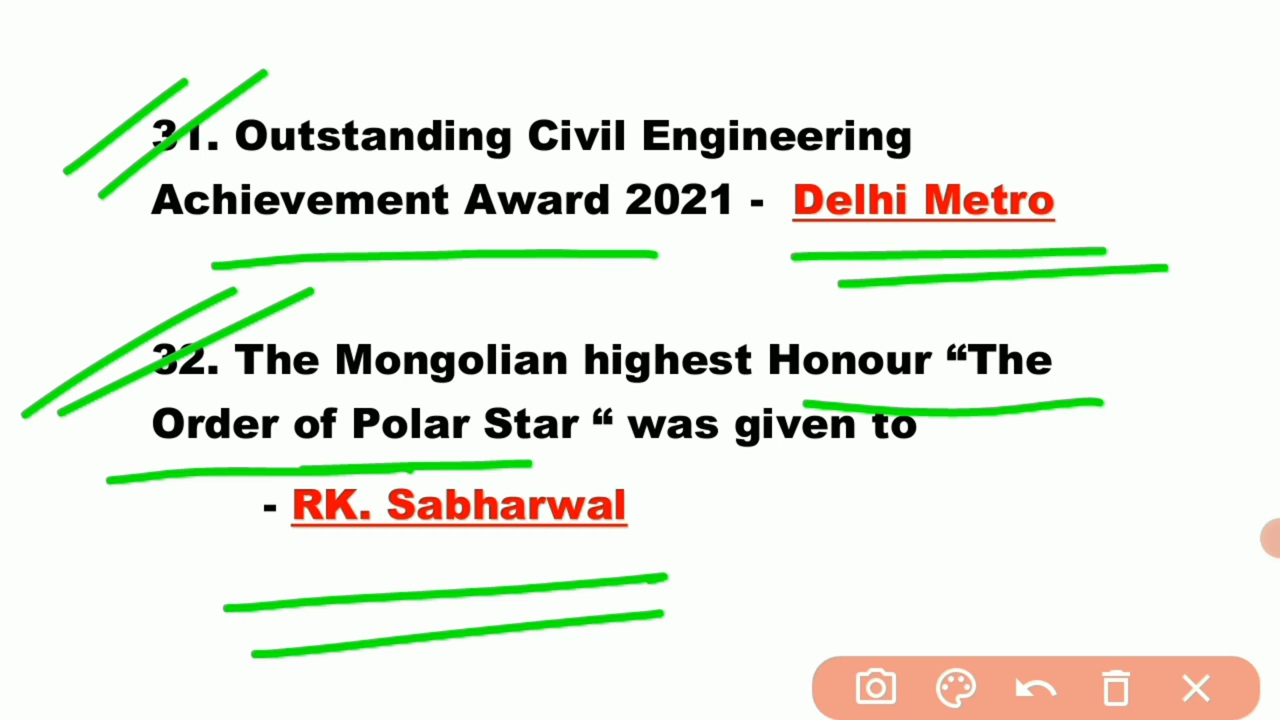 31. Outstanding Civil Engineering
Achievement Award 2021 - Delhi Metro
32. The Mongolian highest Honour “The
Order of Polar Star “ was given to
- RK. Sabharwal